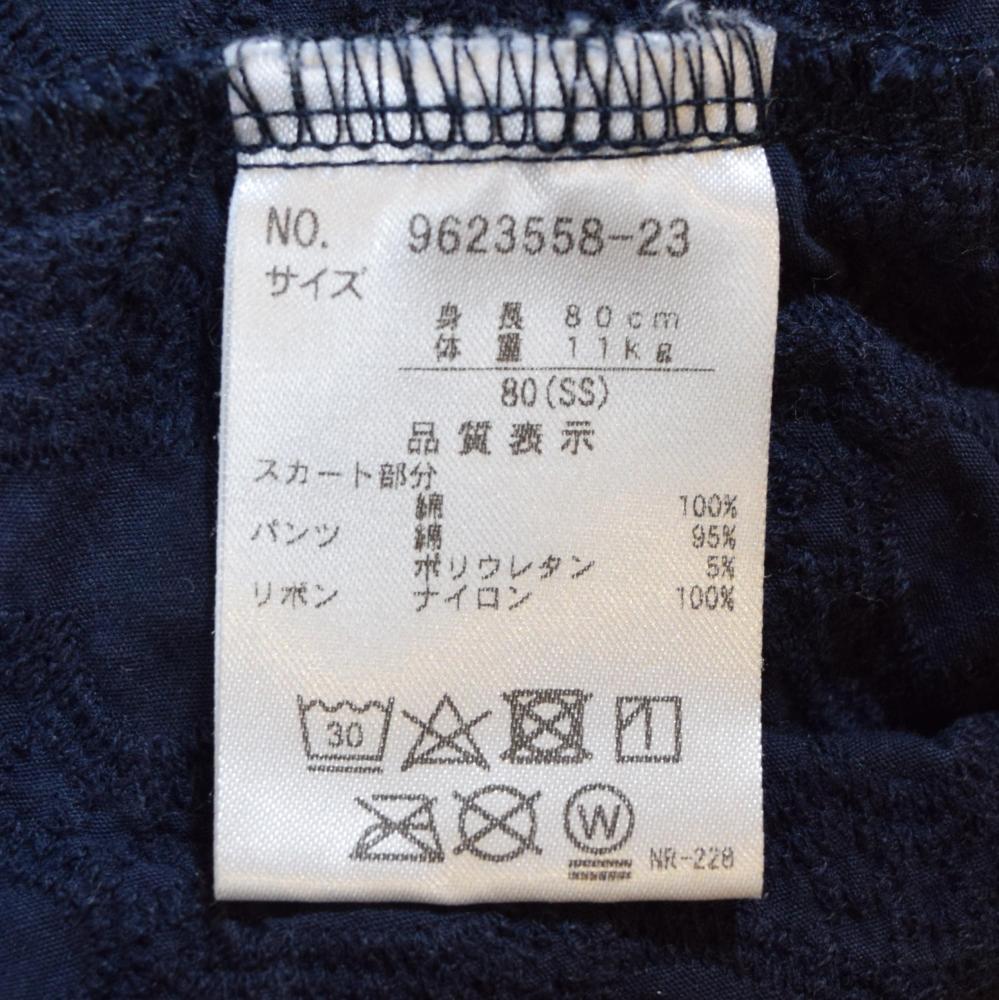 NO. 9623558-23
サイズ
身長 80cm
体重 11kg
80(SS)
品質表示
スカート部分
綿 100%
パンツ 綿 95%
ポリウレタン 5%
リボン ナイロン 100%
30
W
NR-228